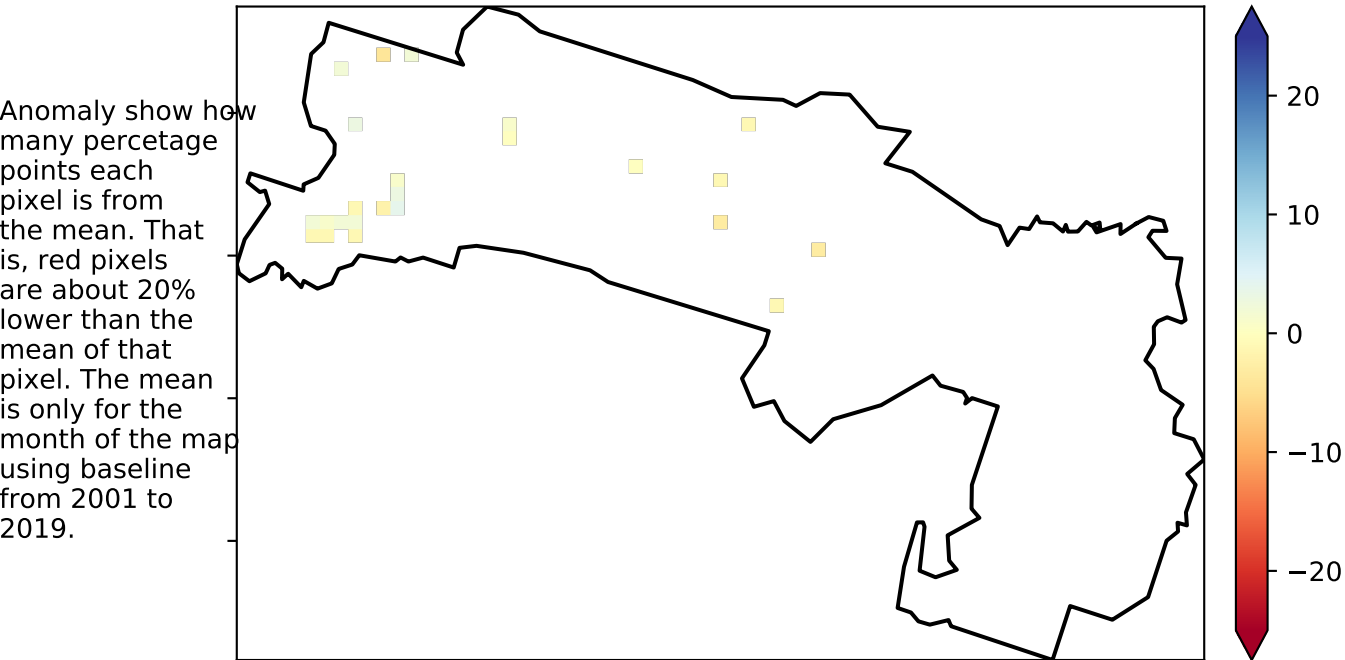 Anomaly show how
many percetage
points each
pixel is from
the mean. That
is, red pixels
are about 20%
lower than the
mean of that
pixel. The mean
is only for the
month of the map
using baseline
from 2001 to
2019.
20
10
0
−10
−20